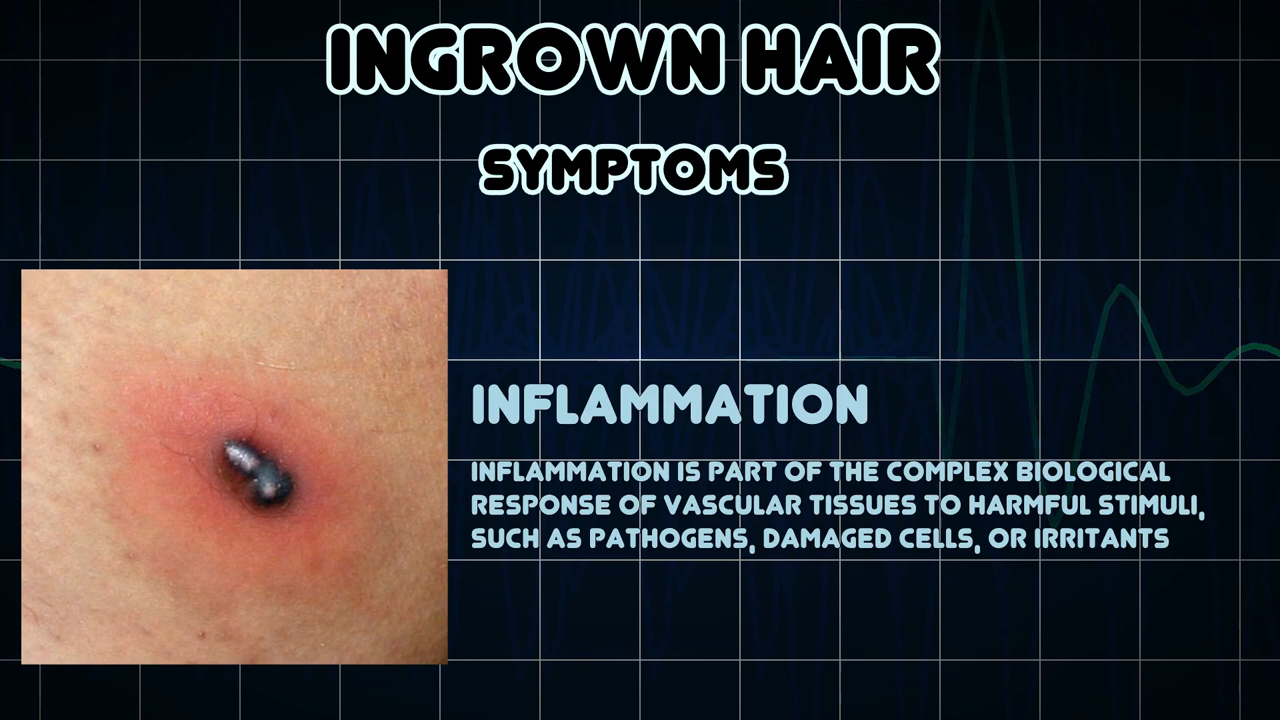 INGROWN HAIR
SYMPTOMS
INFLAMMATION
INFLAMMATION IS PART OF THE COMPLEX BIOLOGICAL
RESPONSE OF VASCULAR TISSUES TO HARMFUL STIMULI,
SUCH AS PATHOGENS, DAMAGED CELLS, OR IRRITANTS